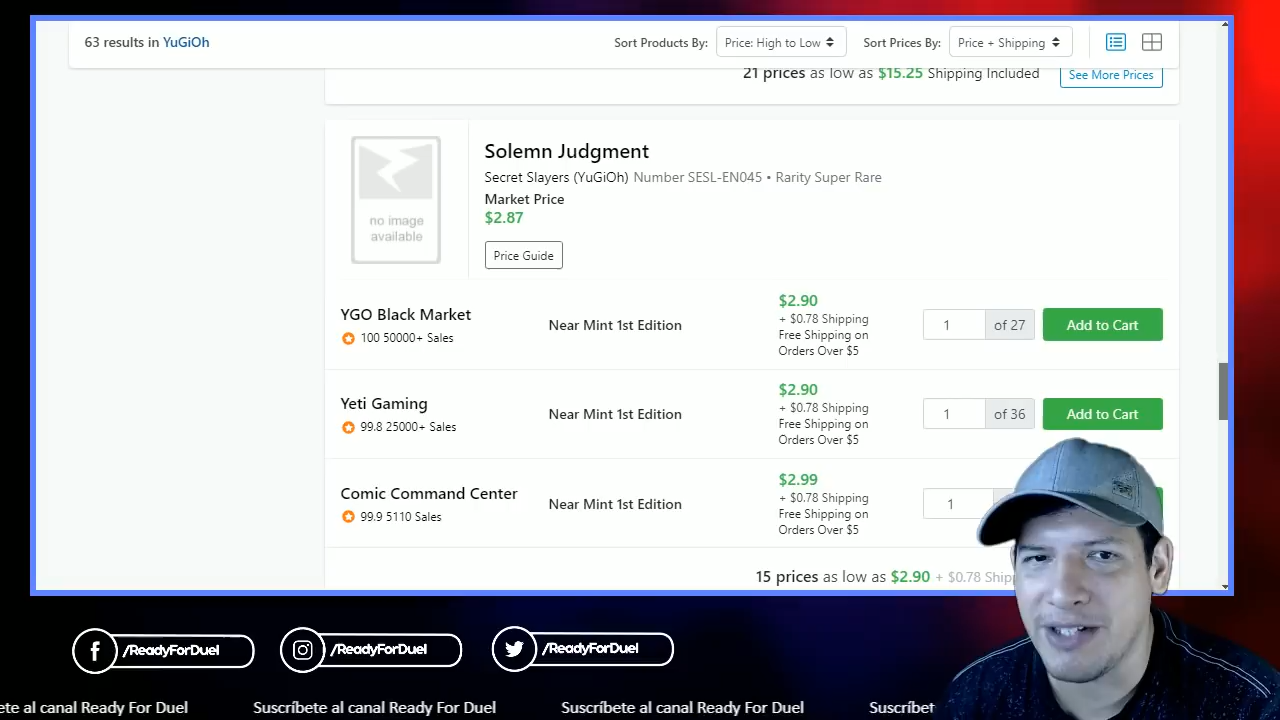 63 results in YuGiOh
Sort Products By:
Price: High to Low
Sort Prices By:
Price + Shipping
21 prices as low as $15.25 Shipping Included
See More Prices
no image
available
Solemn Judgment
Secret Slayers (YuGiOh) Number SESL-EN045 • Rarity Super Rare
Market Price
$2.87
Price Guide
YGO Black Market
100 50000+ Sales
Near Mint 1st Edition
$2.90
+ $0.78 Shipping
Free Shipping on
Orders Over $5
1
of 27
Add to Cart
Yeti Gaming
99.8 25000+ Sales
Near Mint 1st Edition
$2.90
+ $0.78 Shipping
Free Shipping on
Orders Over $5
1
of 36
Add to Cart
Comic Command Center
99.9 5110 Sales
Near Mint 1st Edition
$2.99
+ $0.78 Shipping
Free Shipping on
Orders Over $5
1
15 prices as low as $2.90 + $0.78 Ship
f /ReadyForDuel
/ReadyForDuel
/ReadyForDuel
ete al canal Ready For Duel
Suscríbete al canal Ready For Duel
Suscríbete al canal Ready For Duel
Suscríbet